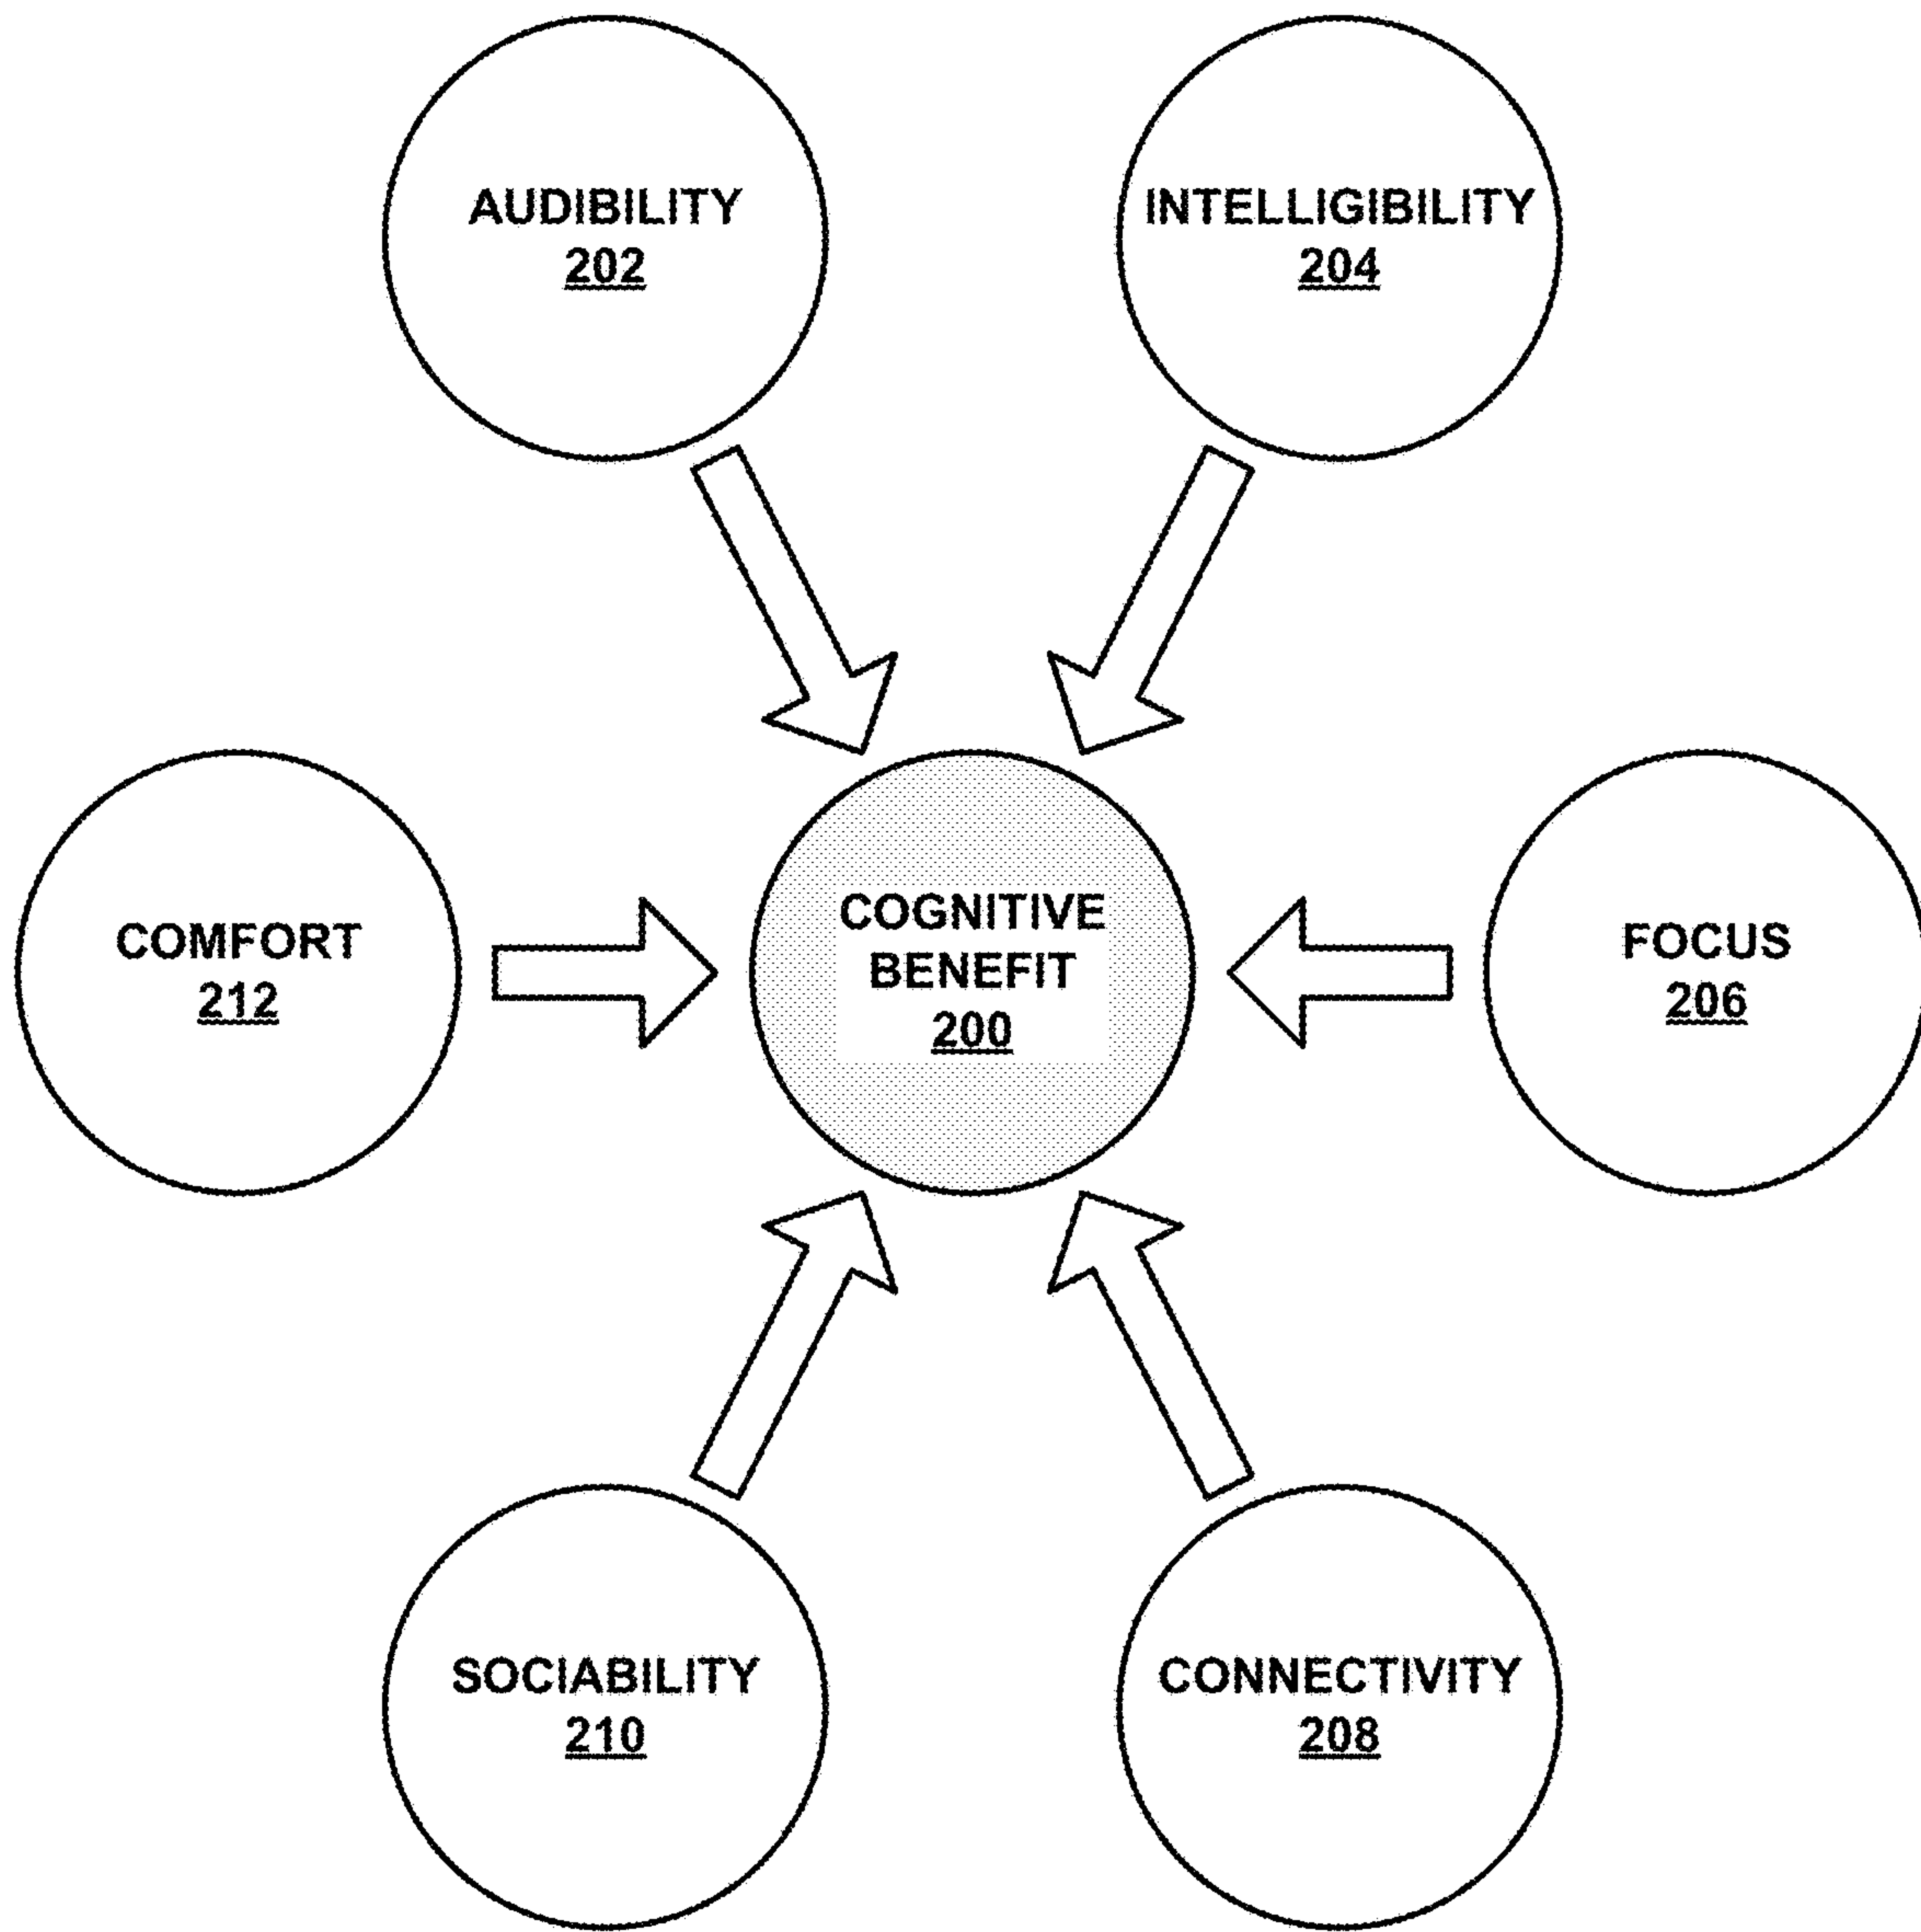 AUDIBILITY
202
INTELLIGIBILITY
204
COMFORT
212
COGNITIVE
BENEFIT
200
FOCUS
206
SOCIABILITY
210
CONNECTIVITY
208